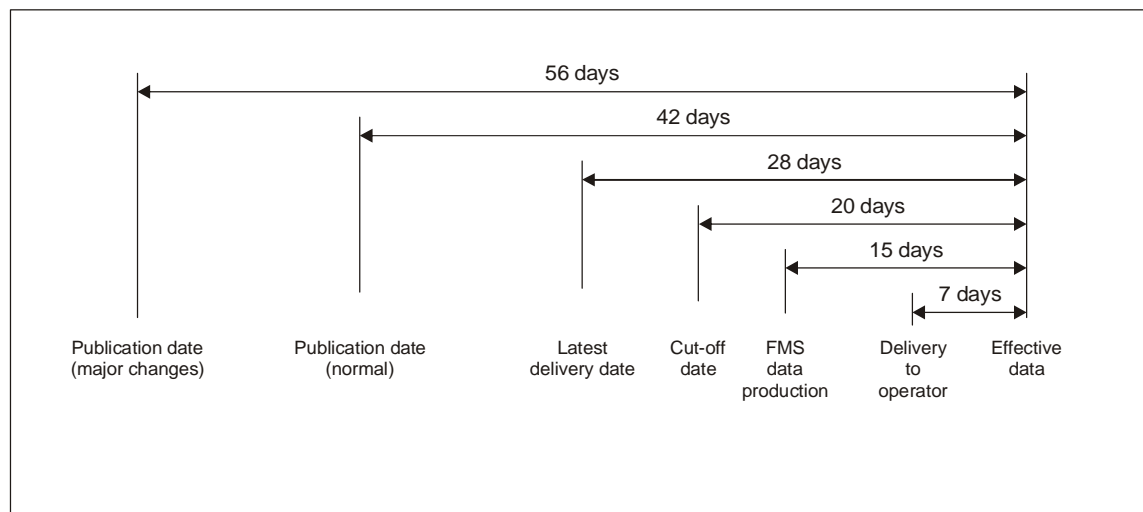 56 days
42 days
28 days
20 days
15 days
7 days
Publication date
(major changes)
Publication date
(normal)
Latest
delivery date
Cut-off
date
FMS
data
production
Delivery
to
operator
Effective
data